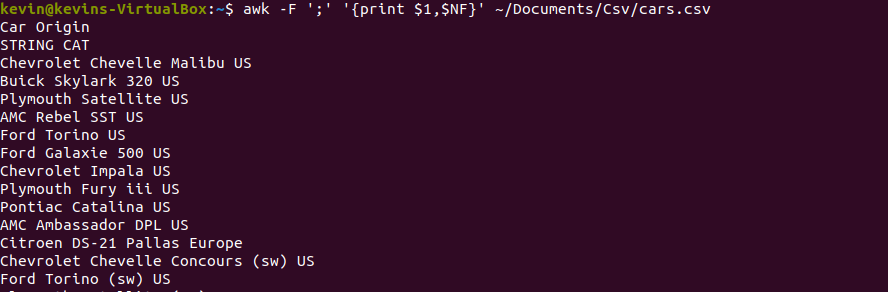 kevin@kevins-VirtualBox:~$ awk -F ';' '{print $1,$NF}' ~/Documents/Csv/cars.csv
Car Origin
STRING CAT
Chevrolet Chevelle Malibu US
Buick Skylark 320 US
Plymouth Satellite US
AMC Rebel SST US
Ford Torino US
Ford Galaxie 500 US
Chevrolet Impala US
Plymouth Fury iii US
Pontiac Catalina US
AMC Ambassador DPL US
Citroen DS-21 Pallas Europe
Chevrolet Chevelle Concours (sw) US
Ford Torino (sw) US